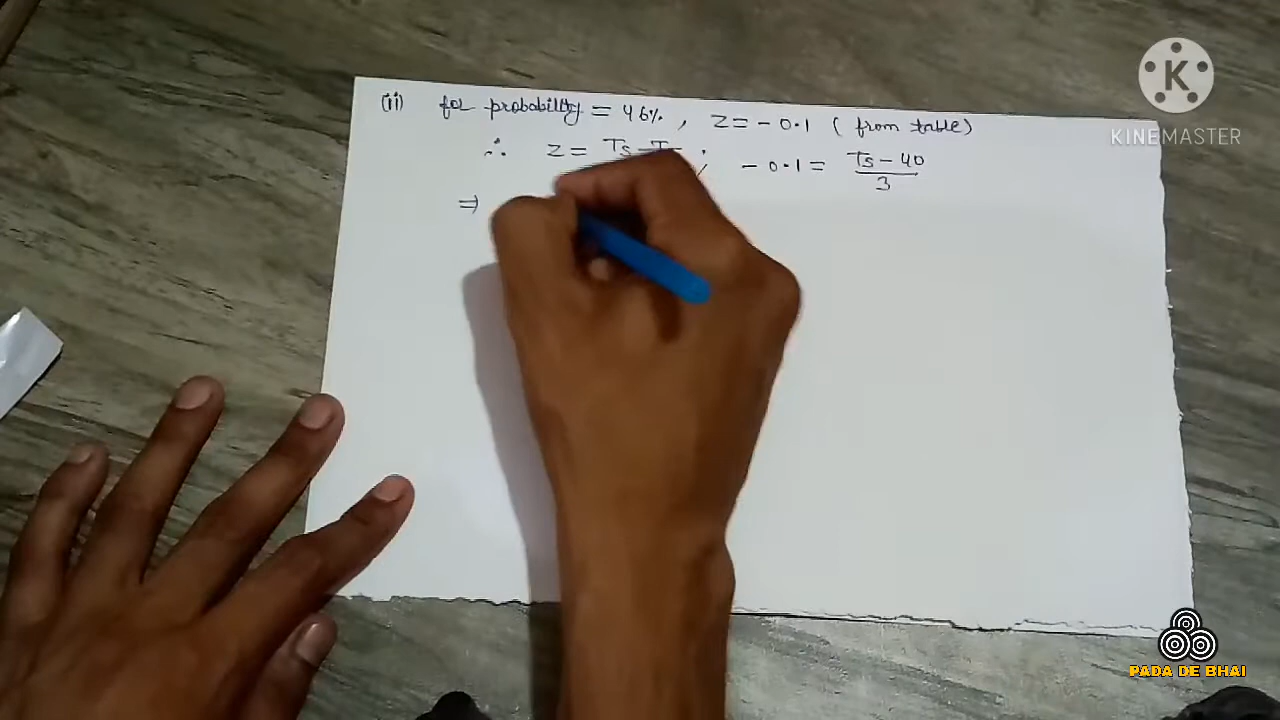 (ii) for probability = 46%, z = - 0.1 (from table)
∴ z = Ts - T - 0.1 = Ts - 40 / 3
⇒
K
KINEMASTER
PADA DE BHAI